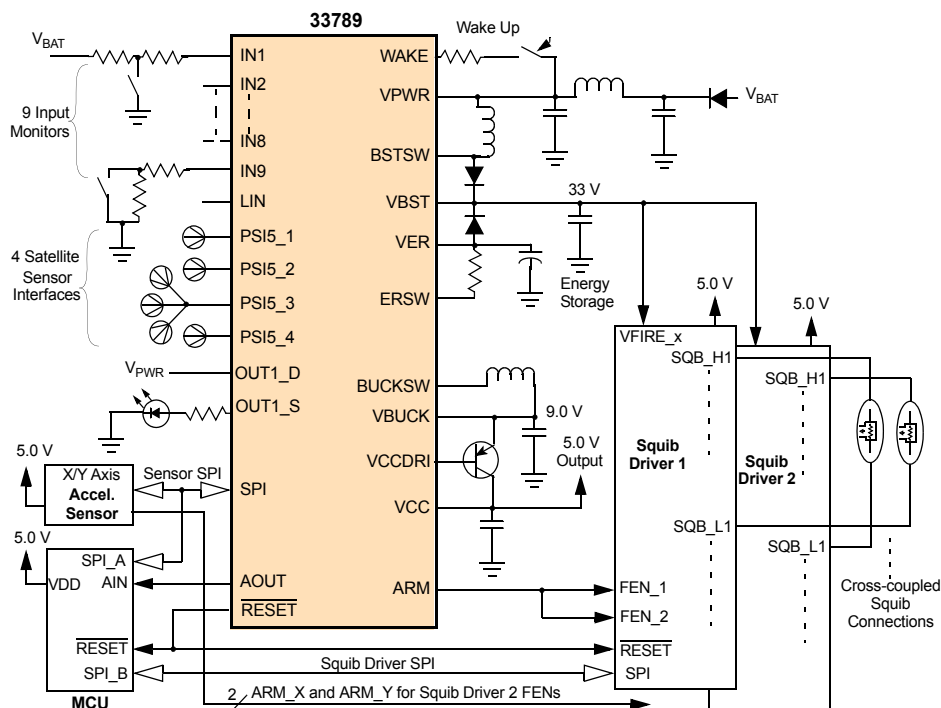 33789
V_BAT
IN1
IN2
9 Input
Monitors
IN8
IN9
LIN
PSI5_1
PSI5_2
4 Satellite
Sensor
Interfaces
PSI5_3
PSI5_4
V_PWR
OUT1_D
OUT1_S
5.0 V
X/Y Axis
Accel.
Sensor
Sensor SPI
SPI
5.0 V
SPI_A
VDD
AIN
AOUT
RESET
RESET
SPI_B
MCU
WAKE
Wake Up
VPWR
V_BAT
BSTSW
VBST
33 V
VER
Energy
Storage
ERSW
BUCKSW
VBUCK
9.0 V
VCCDRI
5.0 V
Output
VCC
ARM
5.0 V
5.0 V
VFIRE_x
SQB_H1
SQB_H1
Squib
Driver 1
Squib
Driver 2
SQB_L1
SQB_L1
FEN_1
FEN_2
RESET
SPI
Cross-coupled
Squib
Connections
Squib Driver SPI
2
ARM_X and ARM_Y for Squib Driver 2 FENs